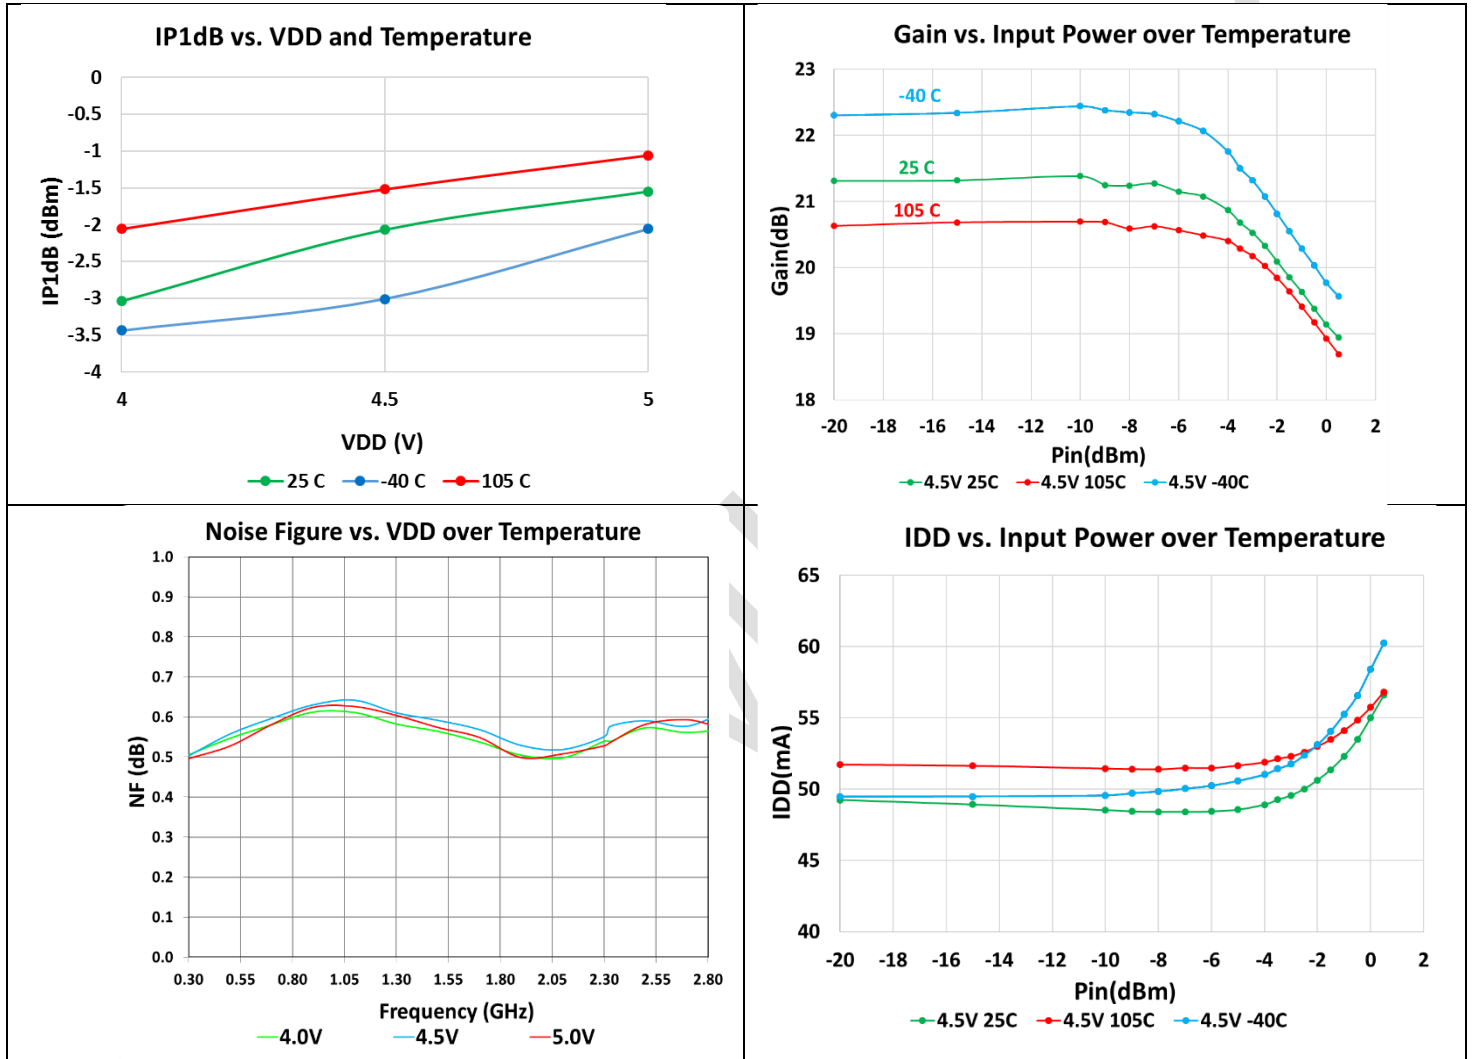 IP1dB vs. VDD and Temperature
0
-0.5
-1
-1.5
-2
-2.5
-3
-3.5
-4
IP1dB (dBm)
4 4.5 5
VDD (V)
25 C -40 C 105 C
Gain vs. Input Power over Temperature
23
22
21
20
19
18
Gain(dB)
-40 C
25 C
105 C
-20 -18 -16 -14 -12 -10 -8 -6 -4 -2 0 2
Pin(dBm)
4.5V 25C 4.5V 105C 4.5V -40C
Noise Figure vs. VDD over Temperature
1.0
0.9
0.8
0.7
0.6
0.5
0.4
0.3
0.2
0.1
0.0
NF (dB)
0.30 0.55 0.80 1.05 1.30 1.55 1.80 2.05 2.30 2.55 2.80
Frequency (GHz)
4.0V 4.5V 5.0V
IDD vs. Input Power over Temperature
65
60
55
50
45
40
IDD(mA)
-20 -18 -16 -14 -12 -10 -8 -6 -4 -2 0 2
Pin(dBm)
4.5V 25C 4.5V 105C 4.5V -40C